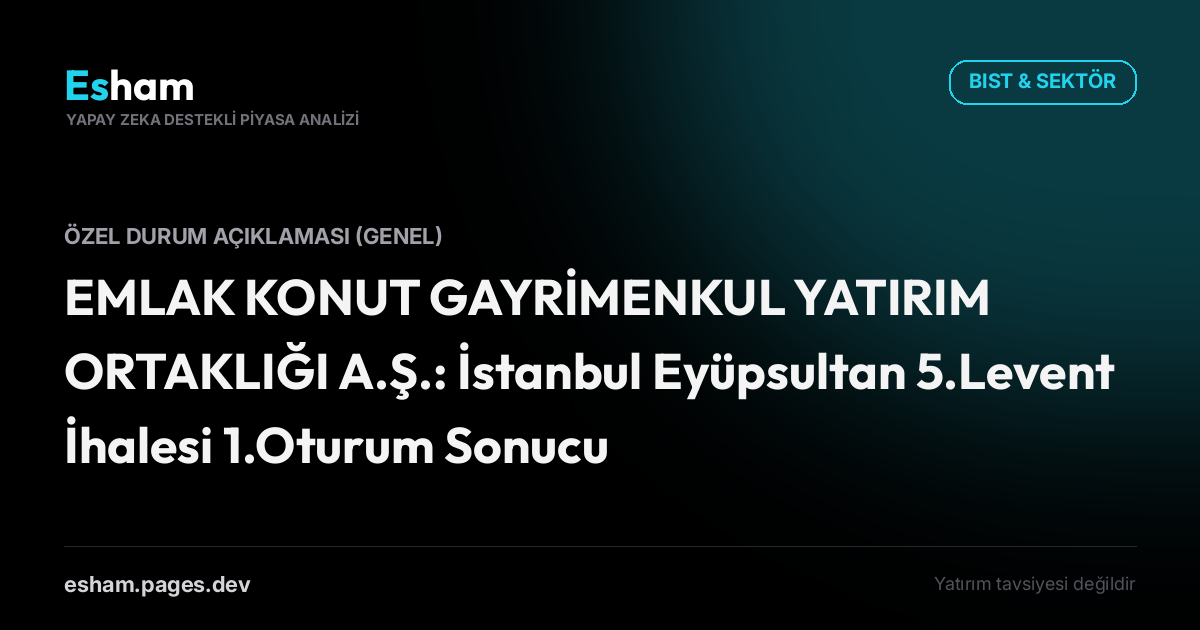 Esham
YAPAY ZEKA DESTEKLİ PİYASA ANALİZİ
BIST & SEKTÖR
ÖZEL DURUM AÇIKLAMASI (GENEL)
EMLAK KONUT GAYRİMENKUL YATIRIM
ORTAKLIĞI A.Ş.: İstanbul Eyüpsultan 5.Levent
İhalesi 1.Oturum Sonucu
esham.pages.dev
Yatırım tavsiyesi değildir